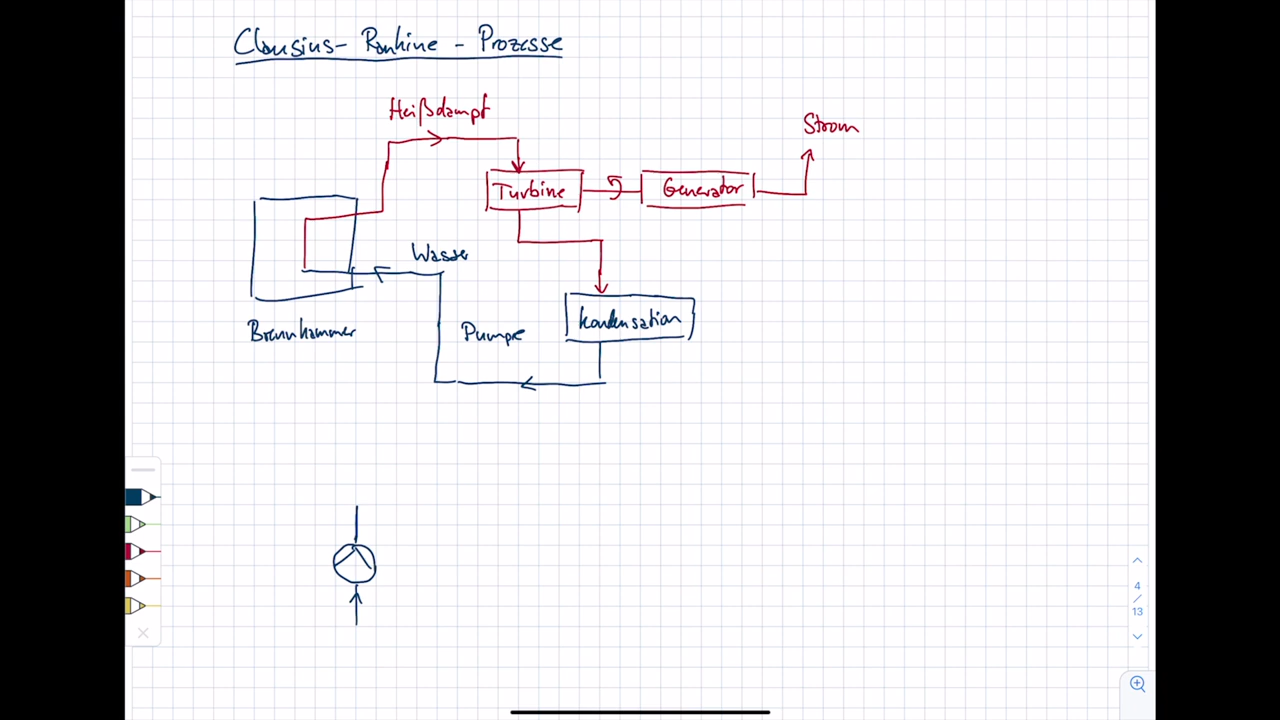 Clausius-Rankine-Prozesse
Heißdampf
Strom
Turbine
Generator
Wasser
Kondensation
Brennkammer
Pumpe
4
/
13